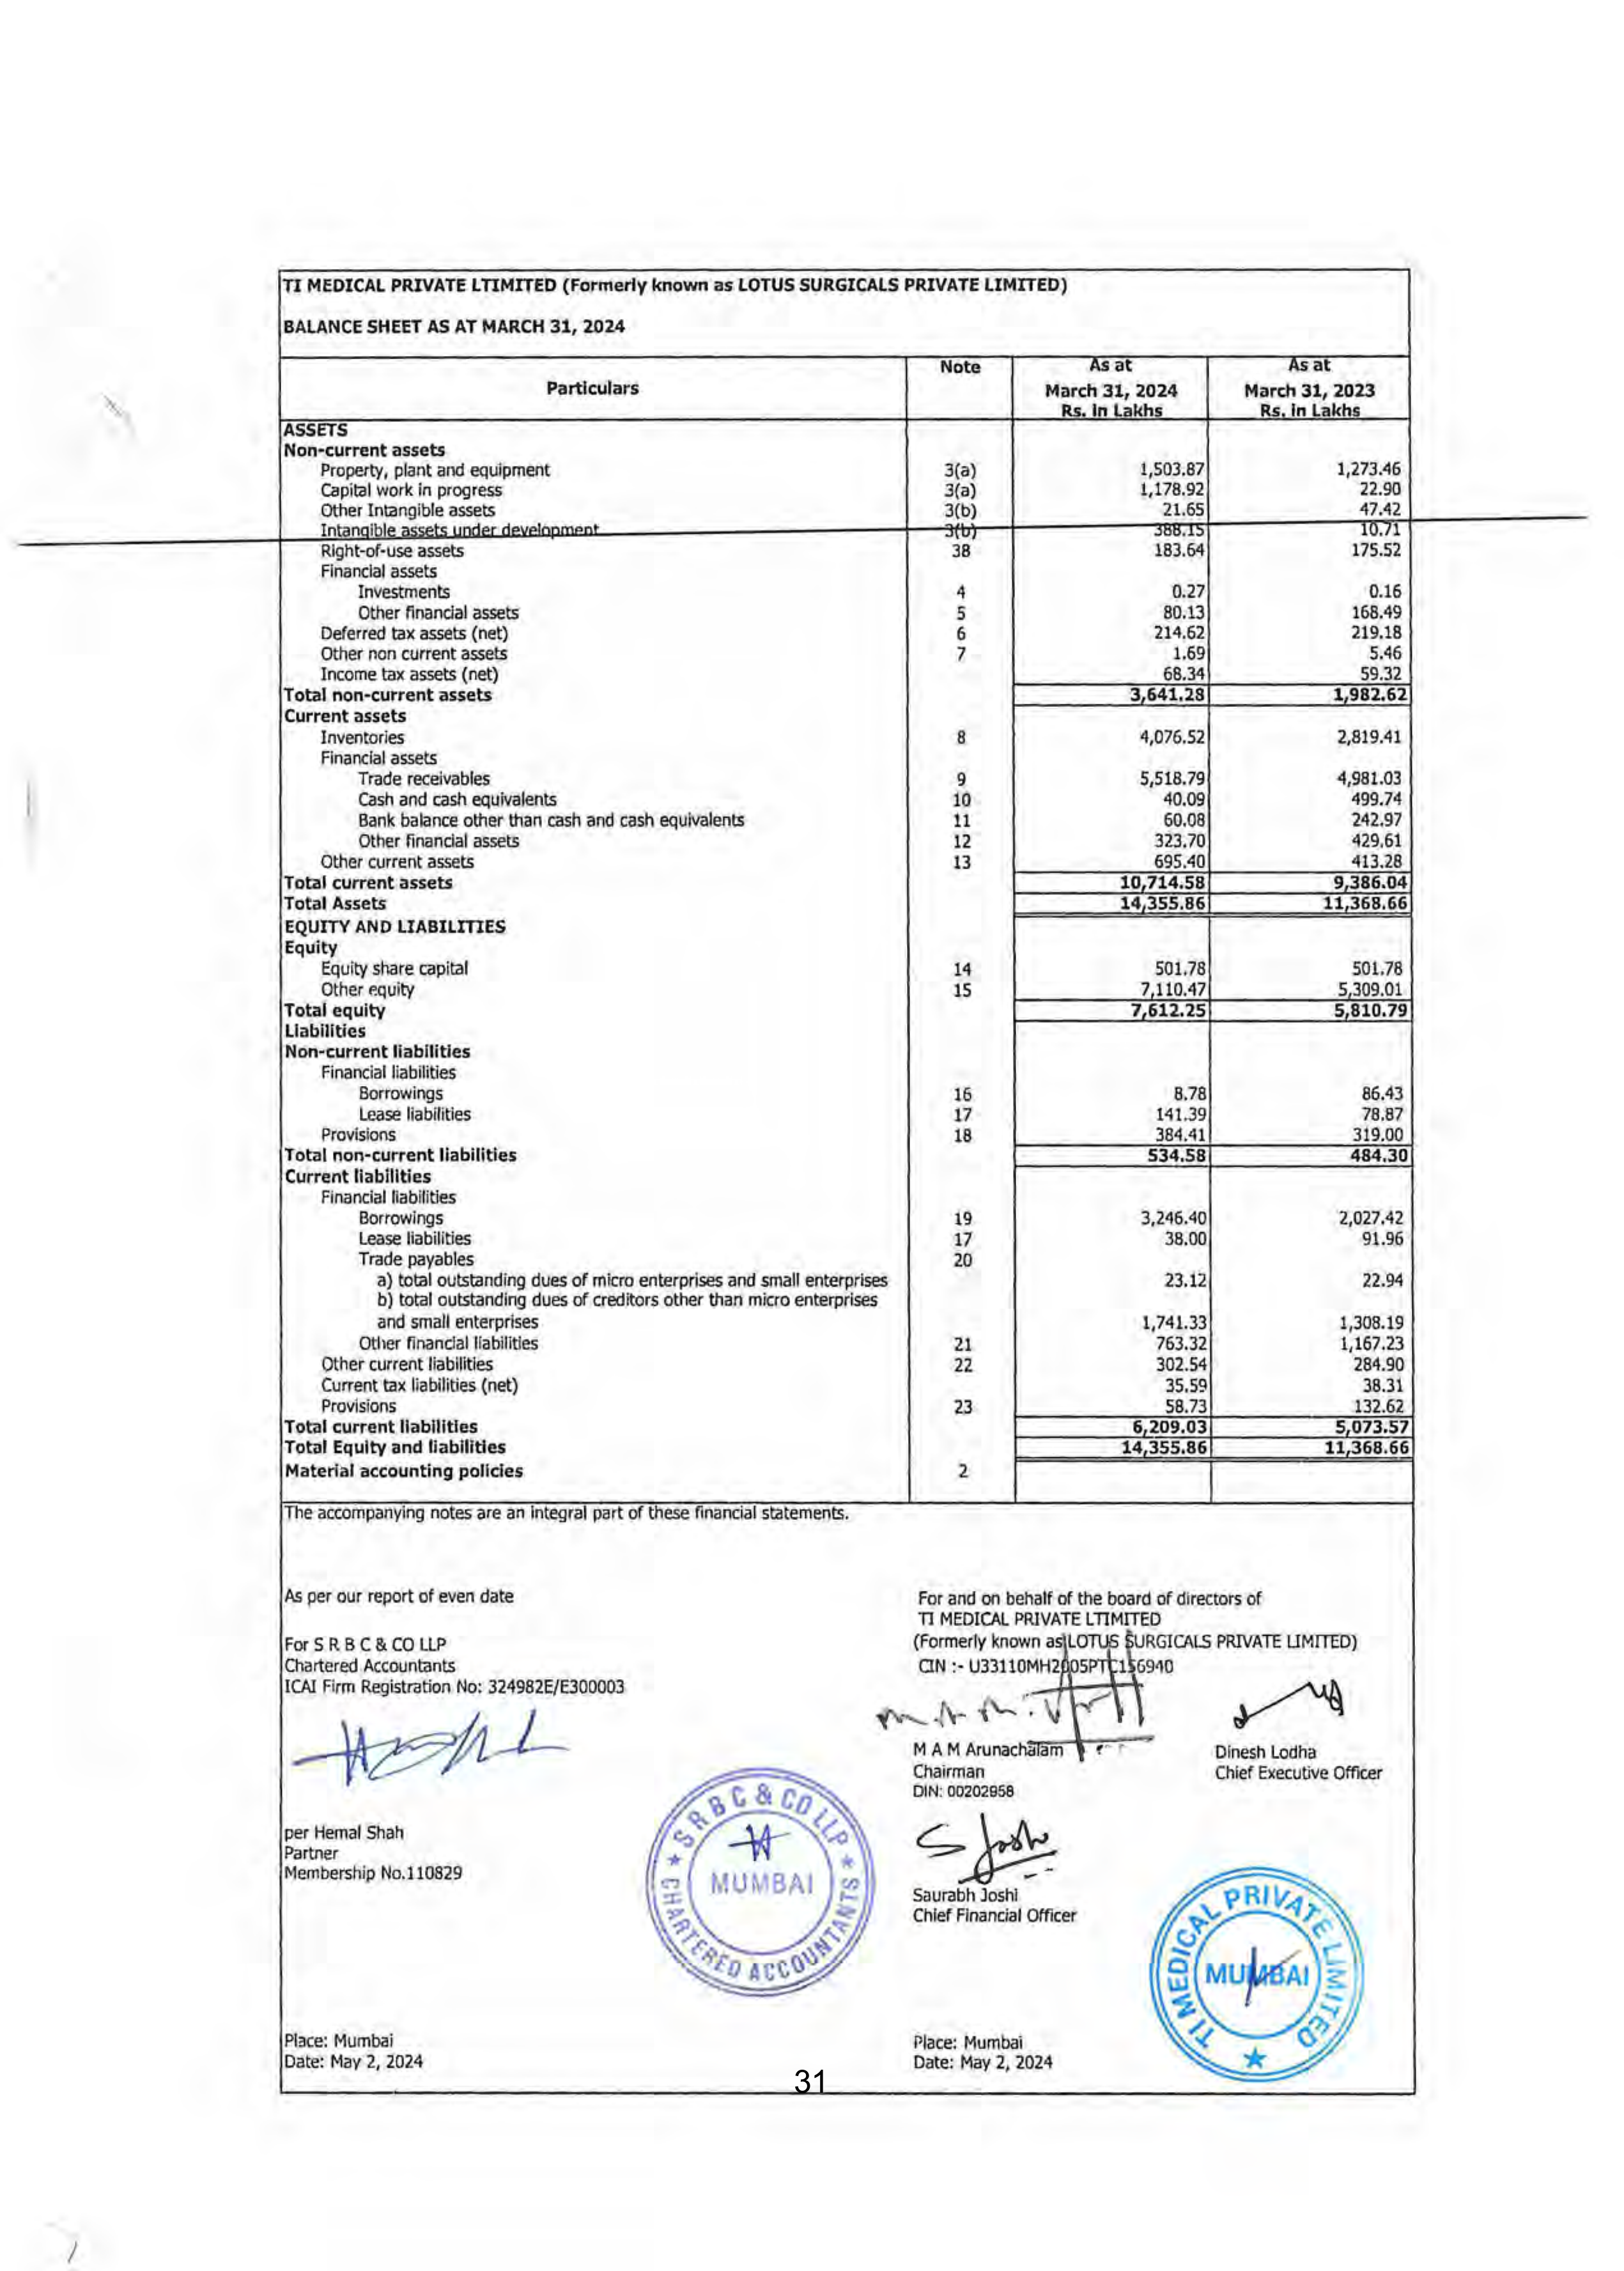 TI MEDICAL PRIVATE LTIMITED (Formerly known as LOTUS SURGICALS PRIVATE LIMITED)
BALANCE SHEET AS AT MARCH 31, 2024
Particulars Note As at March 31, 2024 Rs. In Lakhs As at March 31, 2023 Rs. In Lakhs
ASSETS
Non-current assets
Property, plant and equipment 3(a) 1,503.87 1,273.46
Capital work in progress 3(a) 1,178.92 22.90
Other Intangible assets 3(b) 21.65 47.42
Intangible assets under development 3(b) 388.15 10.71
Right-of-use assets 38 183.64 175.52
Financial assets
Investments 4 0.27 0.16
Other financial assets 5 80.13 168.49
Deferred tax assets (net) 6 214.62 219.18
Other non current assets 7 1.69 5.46
Income tax assets (net) 68.34 59.32
Total non-current assets 3,641.28 1,982.62
Current assets
Inventories 8 4,076.52 2,819.41
Financial assets
Trade receivables 9 5,518.79 4,981.03
Cash and cash equivalents 10 40.09 499.74
Bank balance other than cash and cash equivalents 11 60.08 242.97
Other financial assets 12 323.70 429.61
Other current assets 13 695.40 413.28
Total current assets 10,714.58 9,386.04
Total Assets 14,355.86 11,368.66
EQUITY AND LIABILITIES
Equity
Equity share capital 14 501.78 501.78
Other equity 15 7,110.47 5,309.01
Total equity 7,612.25 5,810.79
Liabilities
Non-current liabilities
Financial liabilities
Borrowings 16 8.78 86.43
Lease liabilities 17 141.39 78.87
Provisions 18 384.41 319.00
Total non-current liabilities 534.58 484.30
Current liabilities
Financial liabilities
Borrowings 19 3,246.40 2,027.42
Lease liabilities 17 38.00 91.96
Trade payables 20
a) total outstanding dues of micro enterprises and small enterprises 23.12 22.94
b) total outstanding dues of creditors other than micro enterprises
and small enterprises 1,741.33 1,308.19
Other financial liabilities 21 763.32 1,167.23
Other current liabilities 22 302.54 284.90
Current tax liabilities (net) 35.59 38.31
Provisions 23 58.73 132.62
Total current liabilities 6,209.03 5,073.57
Total Equity and liabilities 14,355.86 11,368.66
Material accounting policies 2
The accompanying notes are an integral part of these financial statements.
As per our report of even date
For S R B C & CO LLP
Chartered Accountants
ICAI Firm Registration No: 324982E/E300003
per Hemal Shah
Partner
Membership No.110829
S R B C & CO LLP
MUMBAI
CHARTERED ACCOUNTANTS
Place: Mumbai
Date: May 2, 2024
For and on behalf of the board of directors of
TI MEDICAL PRIVATE LTIMITED
(Formerly known as LOTUS SURGICALS PRIVATE LIMITED)
CIN :- U33110MH2005PTC156940
M A M Arunachalam
Chairman
DIN: 00202958
Dinesh Lodha
Chief Executive Officer
S Joshi
Saurabh Joshi
Chief Financial Officer
TI MEDICAL PRIVATE LIMITED
MUMBAI
Place: Mumbai
Date: May 2, 2024
31